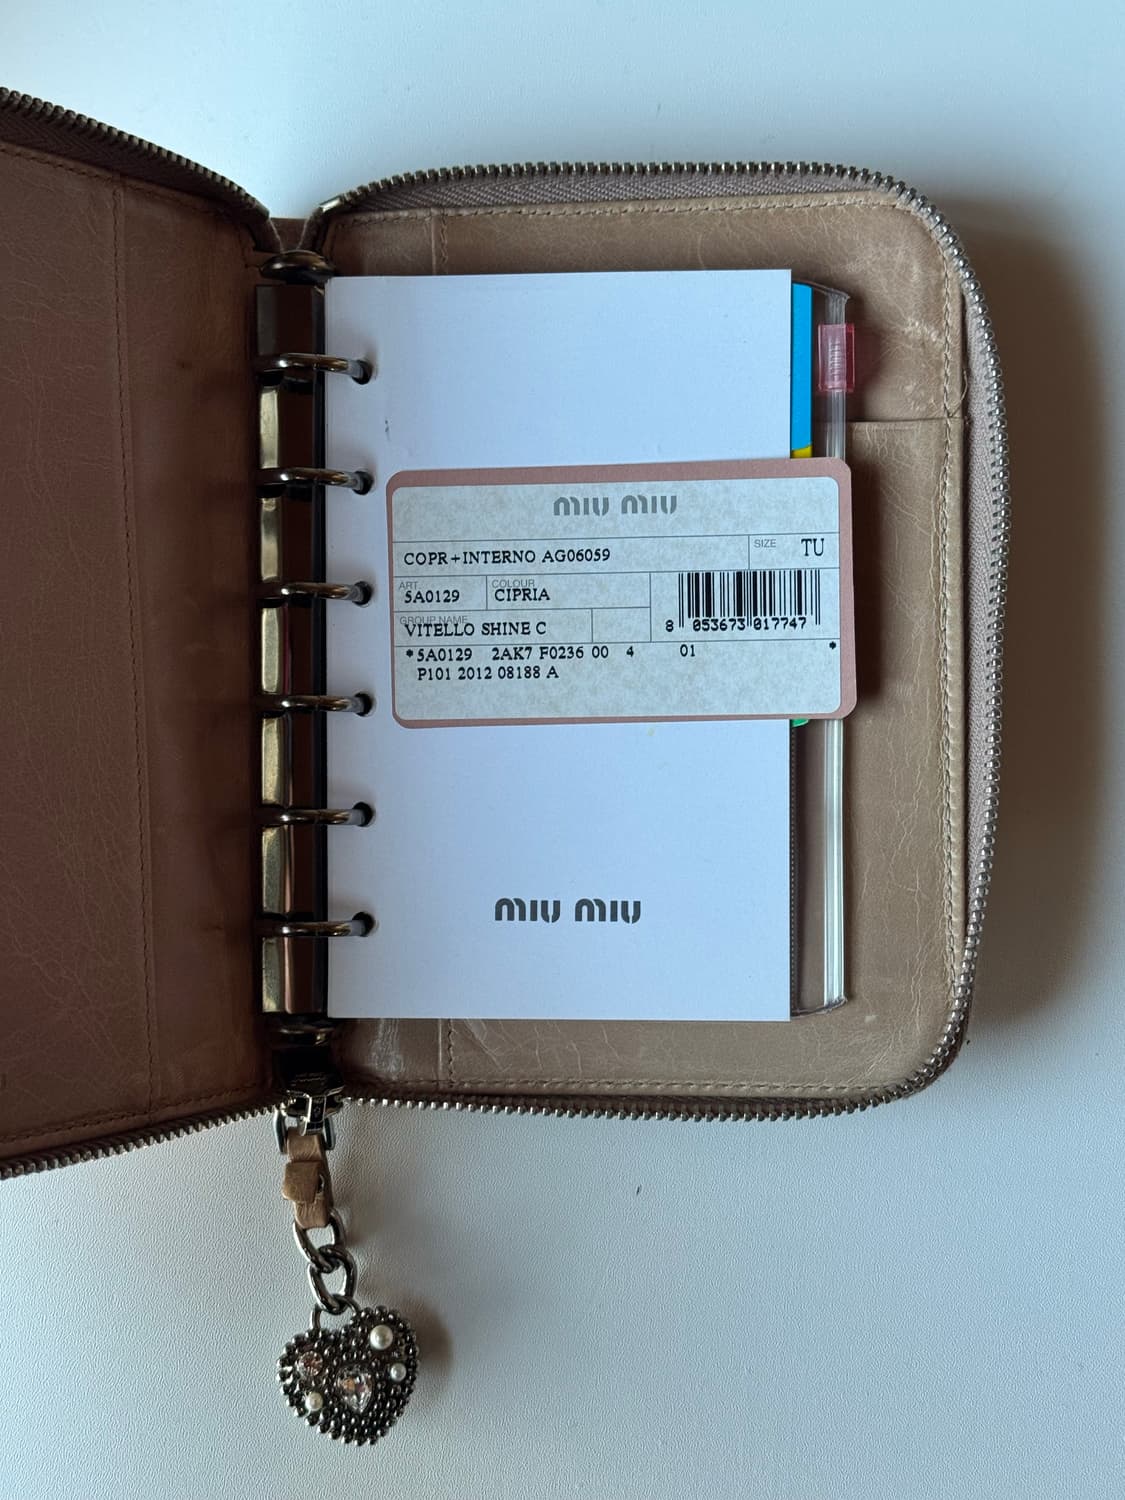 miu miu
COPR+INTERNO AG06059
SIZE TU
ART. 5A0129
COLOUR CIPRIA
8 053673 017747
GROUP NAME
VITELLO SHINE C
*5A0129 2AK7 F0236 00 4 01 *
P101 2012 08188 A
miu miu